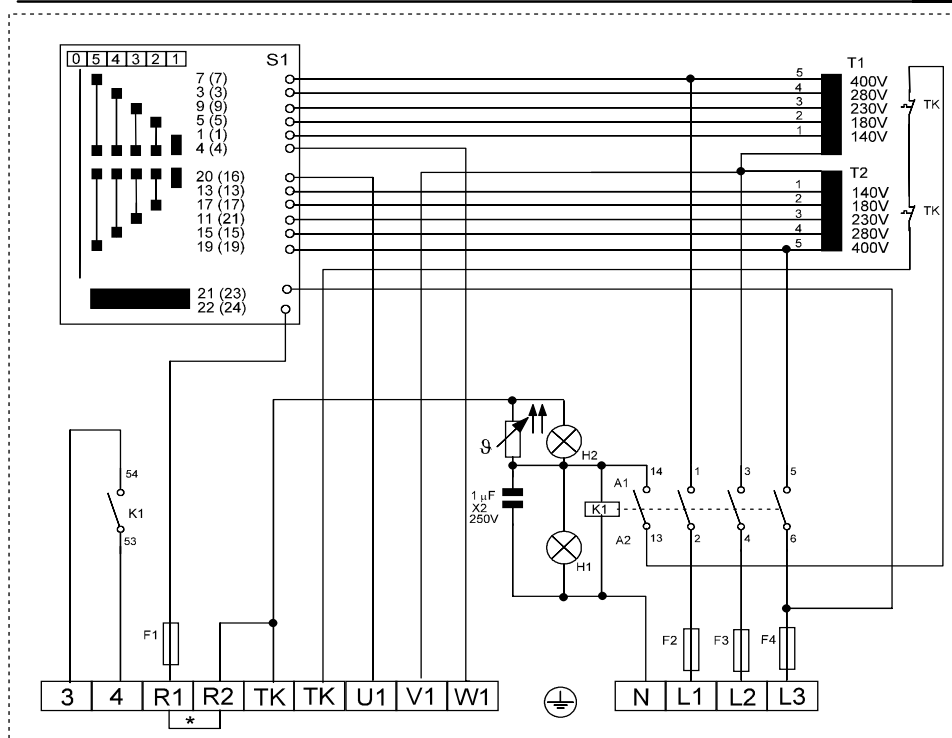 0 5 4 3 2 1
S1
7 (7)
3 (3)
9 (9)
5 (5)
1 (1)
4 (4)
20 (16)
13 (13)
17 (17)
11 (21)
15 (15)
19 (19)
21 (23)
22 (24)
T1
5 400V
4 280V
3 230V
2 180V
1 140V
TK
T2
1 140V
2 180V
3 230V
4 280V
5 400V
TK
54
K1
53
ϑ
H2
1 µF
X2
250V
H1
K1
A1
A2
14
13
1
2
3
4
5
6
F1
F2
F3
F4
3 4 R1 R2 TK TK U1 V1 W1
N L1 L2 L3
*